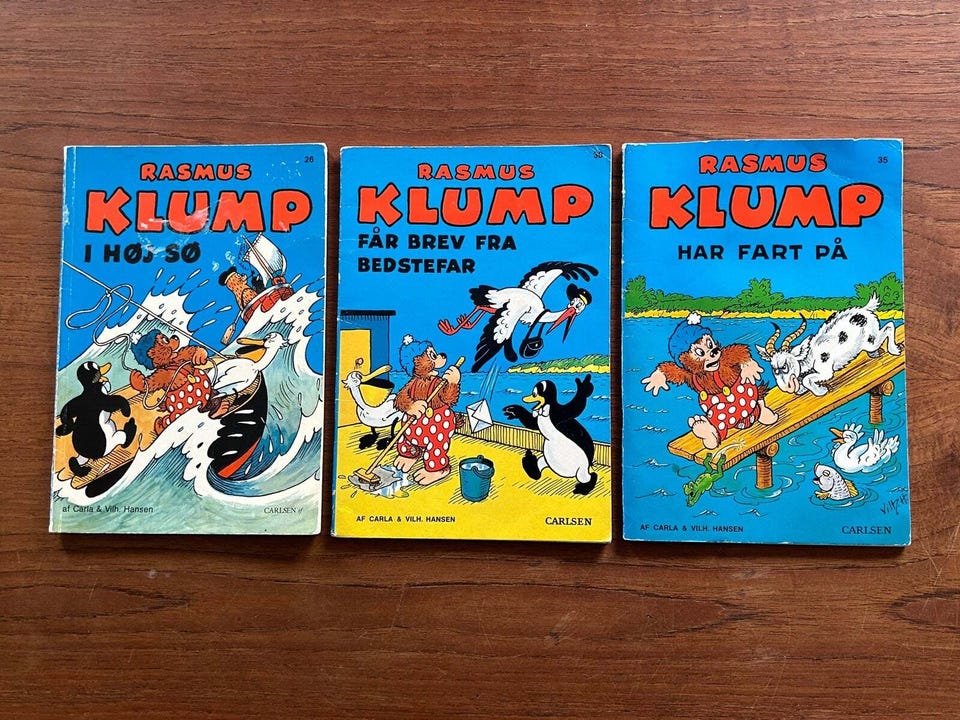 26
RASMUS
KLUMP
I HØJ SØ
af Carla & Vilh. Hansen
CARLSEN if
RASMUS
KLUMP
FÅR BREV FRA
BEDSTEFAR
AF CARLA & VILH. HANSEN
CARLSEN
35
RASMUS
KLUMP
HAR FART PÅ
AF CARLA & VILH. HANSEN
CARLSEN